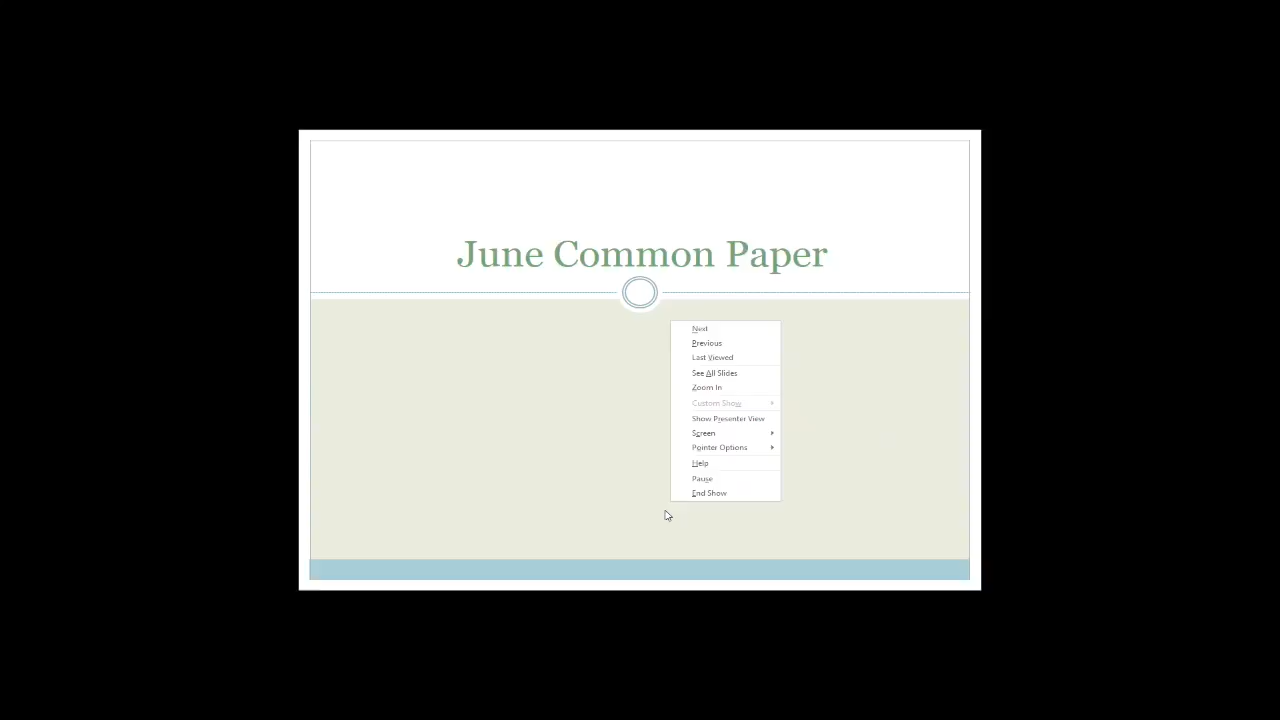 June Common Paper
Next
Previous
Last Viewed
See All Slides
Zoom In
Custom Show
Show Presenter View
Screen
Pointer Options
Help
Pause
End Show